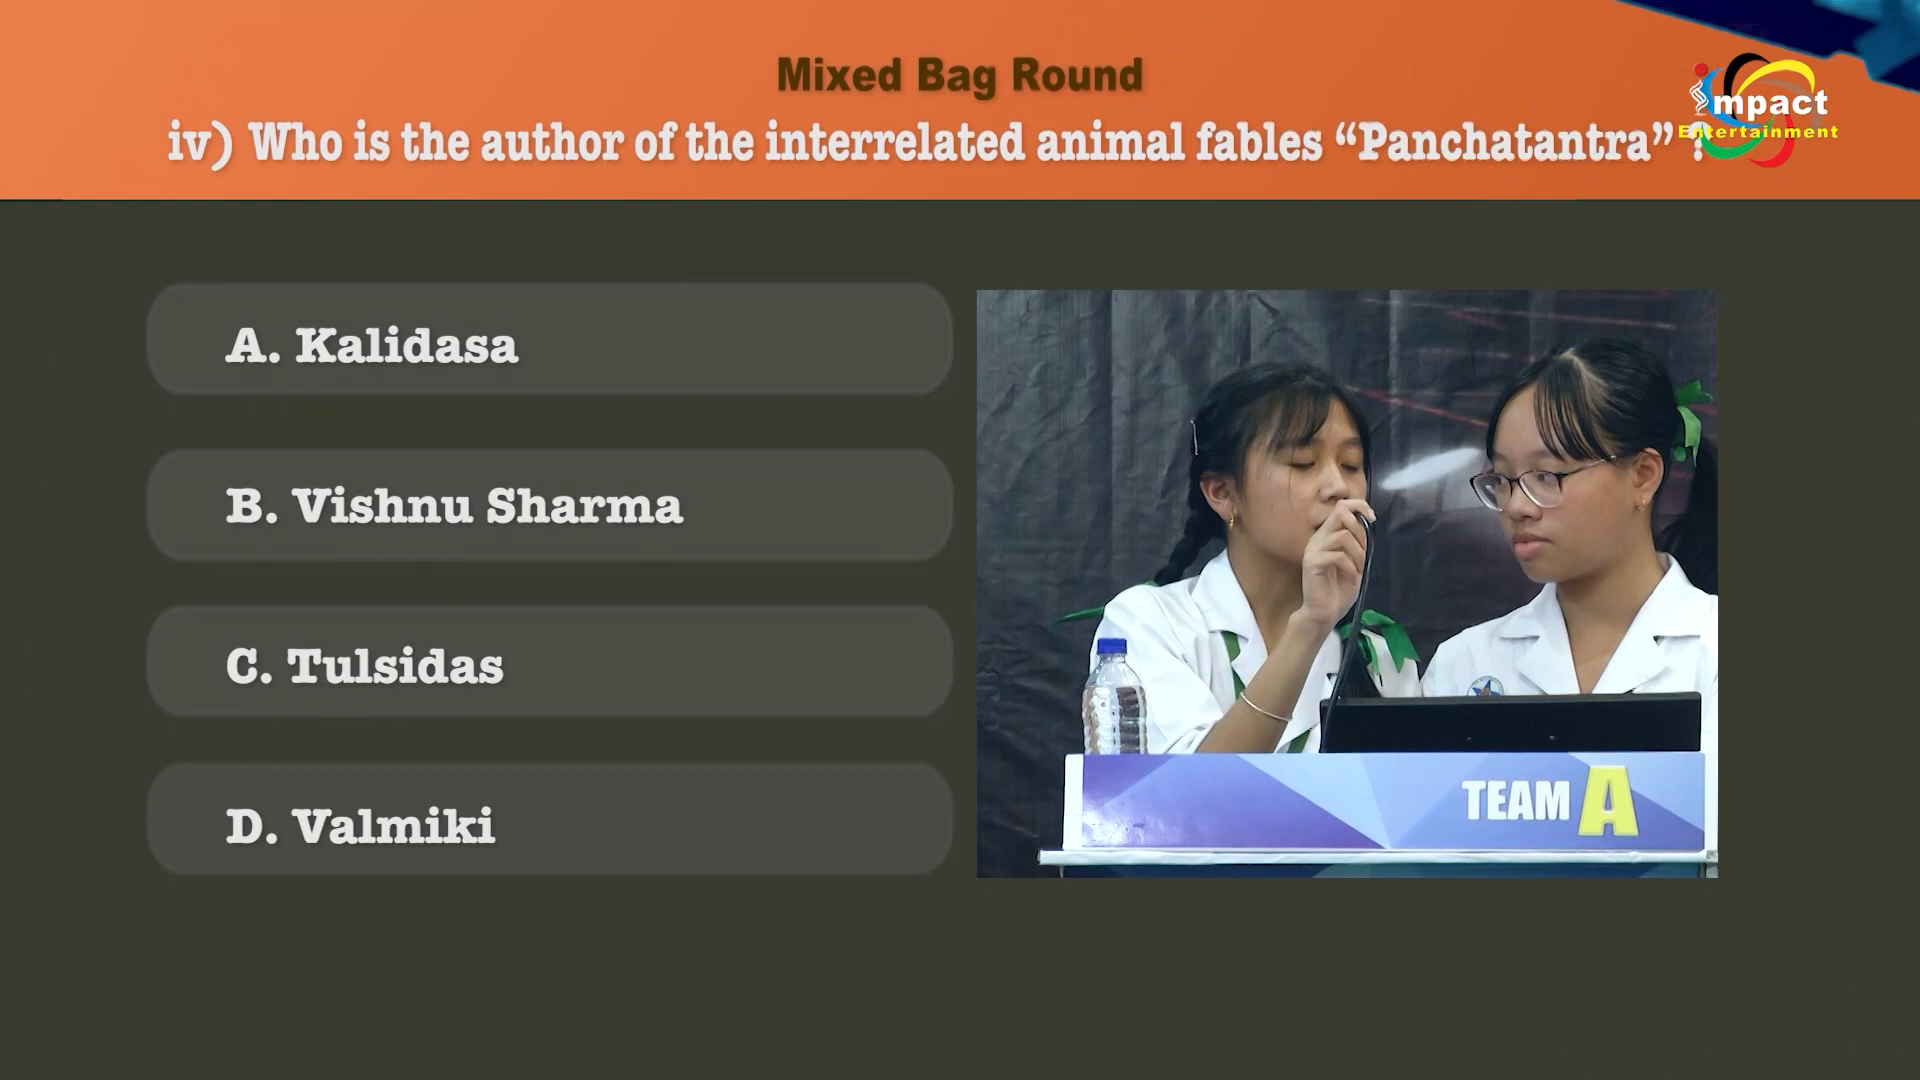 Mixed Bag Round
iv) Who is the author of the interrelated animal fables “Panchatantra” ?
impact
Entertainment
A. Kalidasa
B. Vishnu Sharma
C. Tulsidas
D. Valmiki
TEAM A